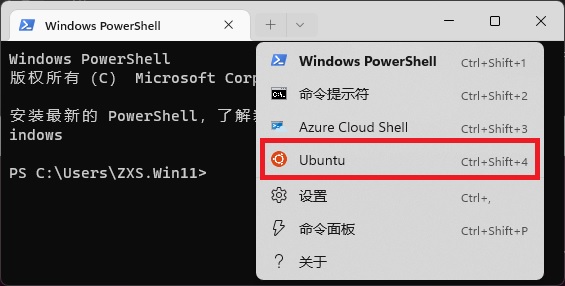 Windows PowerShell
Windows PowerShell
版权所有 (C) Microsoft Corp
安装最新的 PowerShell,了解
indows
PS C:\Users\ZXS.Win11>
Windows PowerShell Ctrl+Shift+1
命令提示符 Ctrl+Shift+2
Azure Cloud Shell Ctrl+Shift+3
Ubuntu Ctrl+Shift+4
设置 Ctrl+,
命令面板 Ctrl+Shift+P
关于